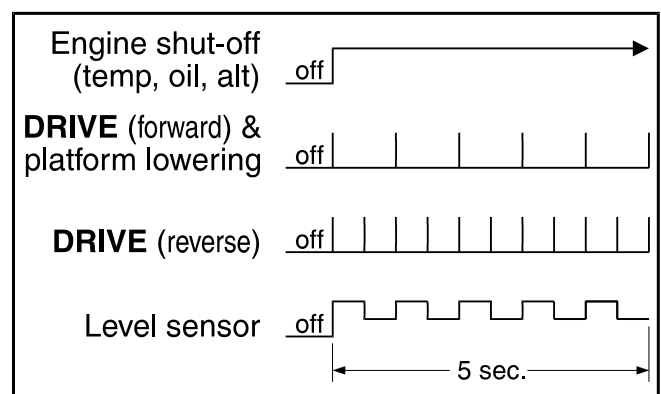 Engine shut-off
(temp, oil, alt)
off
DRIVE (forward) &
platform lowering
off
DRIVE (reverse)
off
Level sensor
off
5 sec.